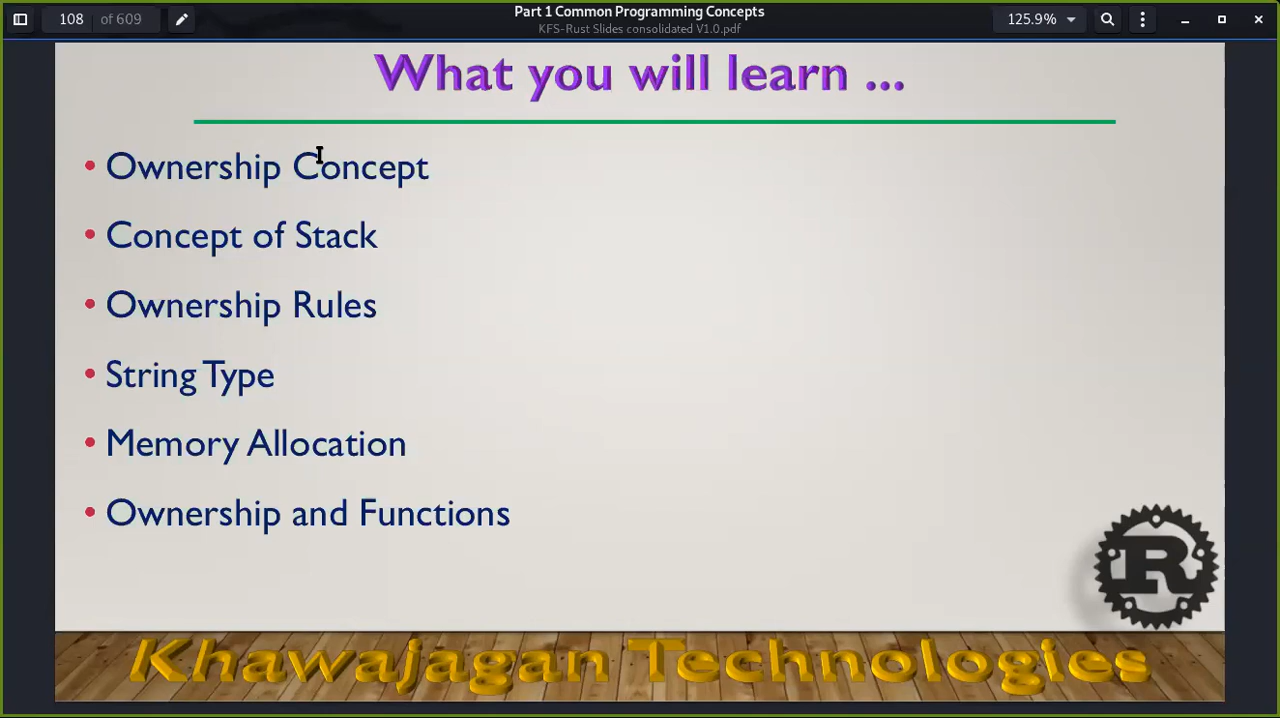 108 of 609
Part 1 Common Programming Concepts
KFS-Rust Slides consolidated V1.0.pdf
125.9%
What you will learn ...
• Ownership Concept
• Concept of Stack
• Ownership Rules
• String Type
• Memory Allocation
• Ownership and Functions
R
Khawajagan Technologies